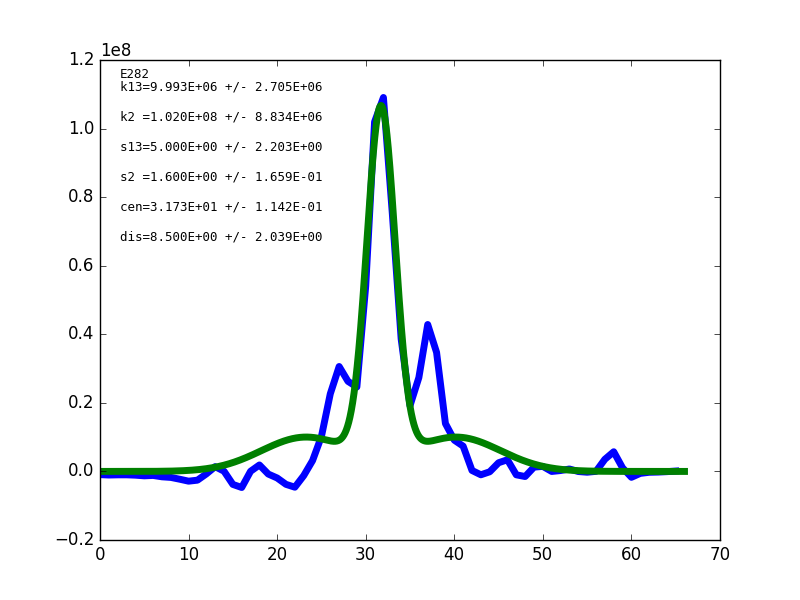 1e8
1.2
E282
k13=9.993E+06 +/- 2.705E+06
k2 =1.020E+08 +/- 8.834E+06
1.0
s13=5.000E+00 +/- 2.203E+00
s2 =1.600E+00 +/- 1.659E-01
0.8
cen=3.173E+01 +/- 1.142E-01
dis=8.500E+00 +/- 2.039E+00
0.6
0.4
0.2
0.0
−0.2
0 10 20 30 40 50 60 70